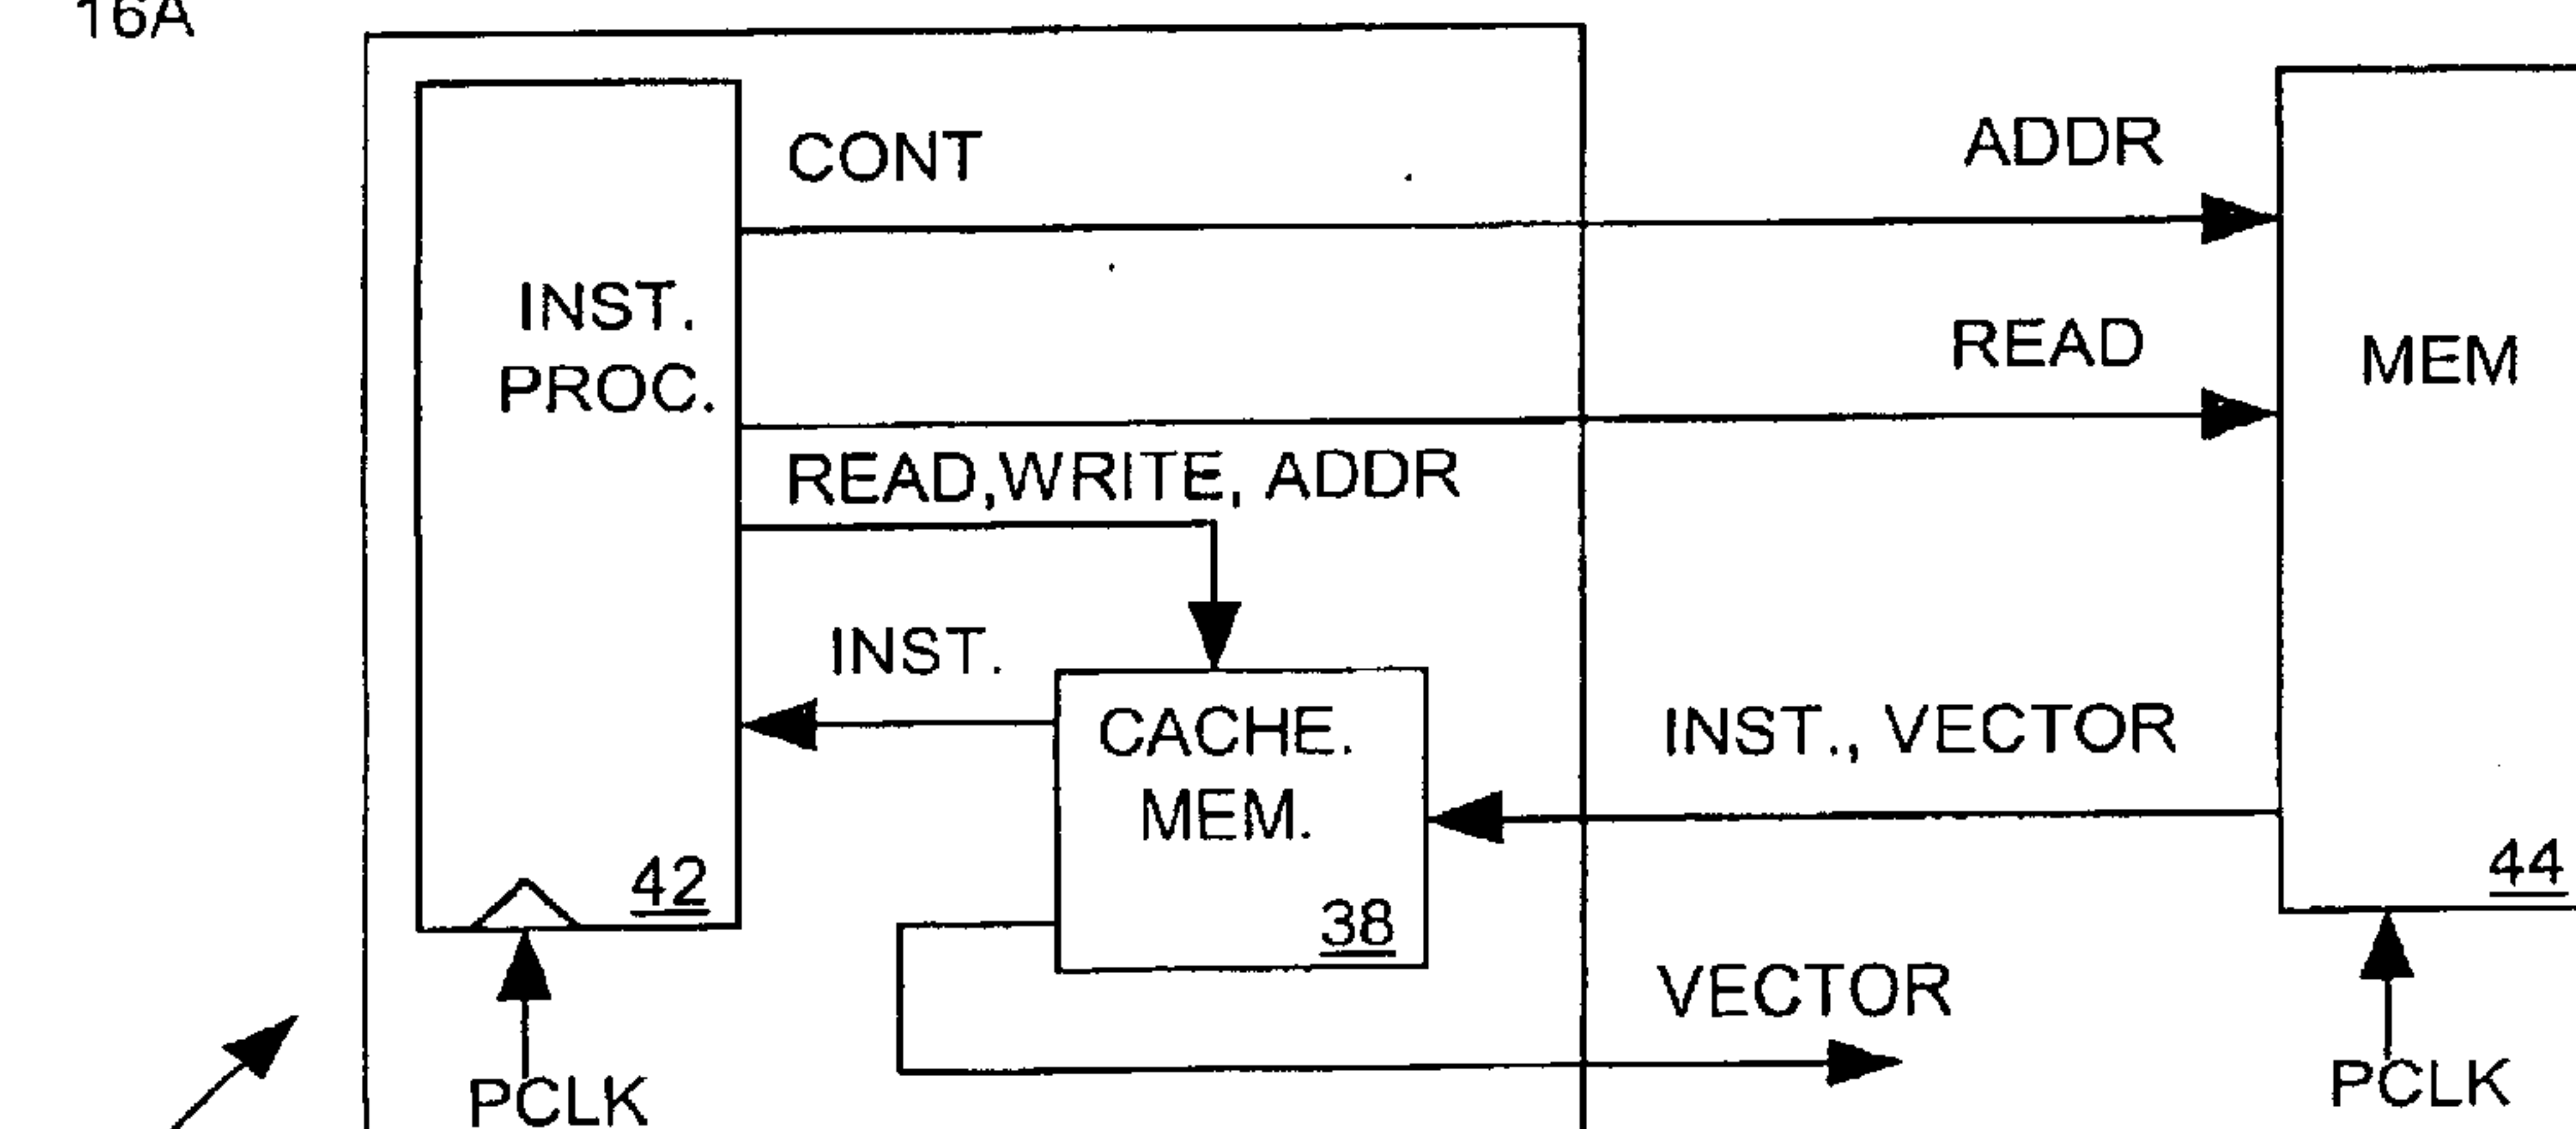 16A
CONT
ADDR
INST.
PROC.
READ
MEM
READ,WRITE, ADDR
INST.
CACHE.
MEM.
INST., VECTOR
42
38
44
VECTOR
PCLK
PCLK